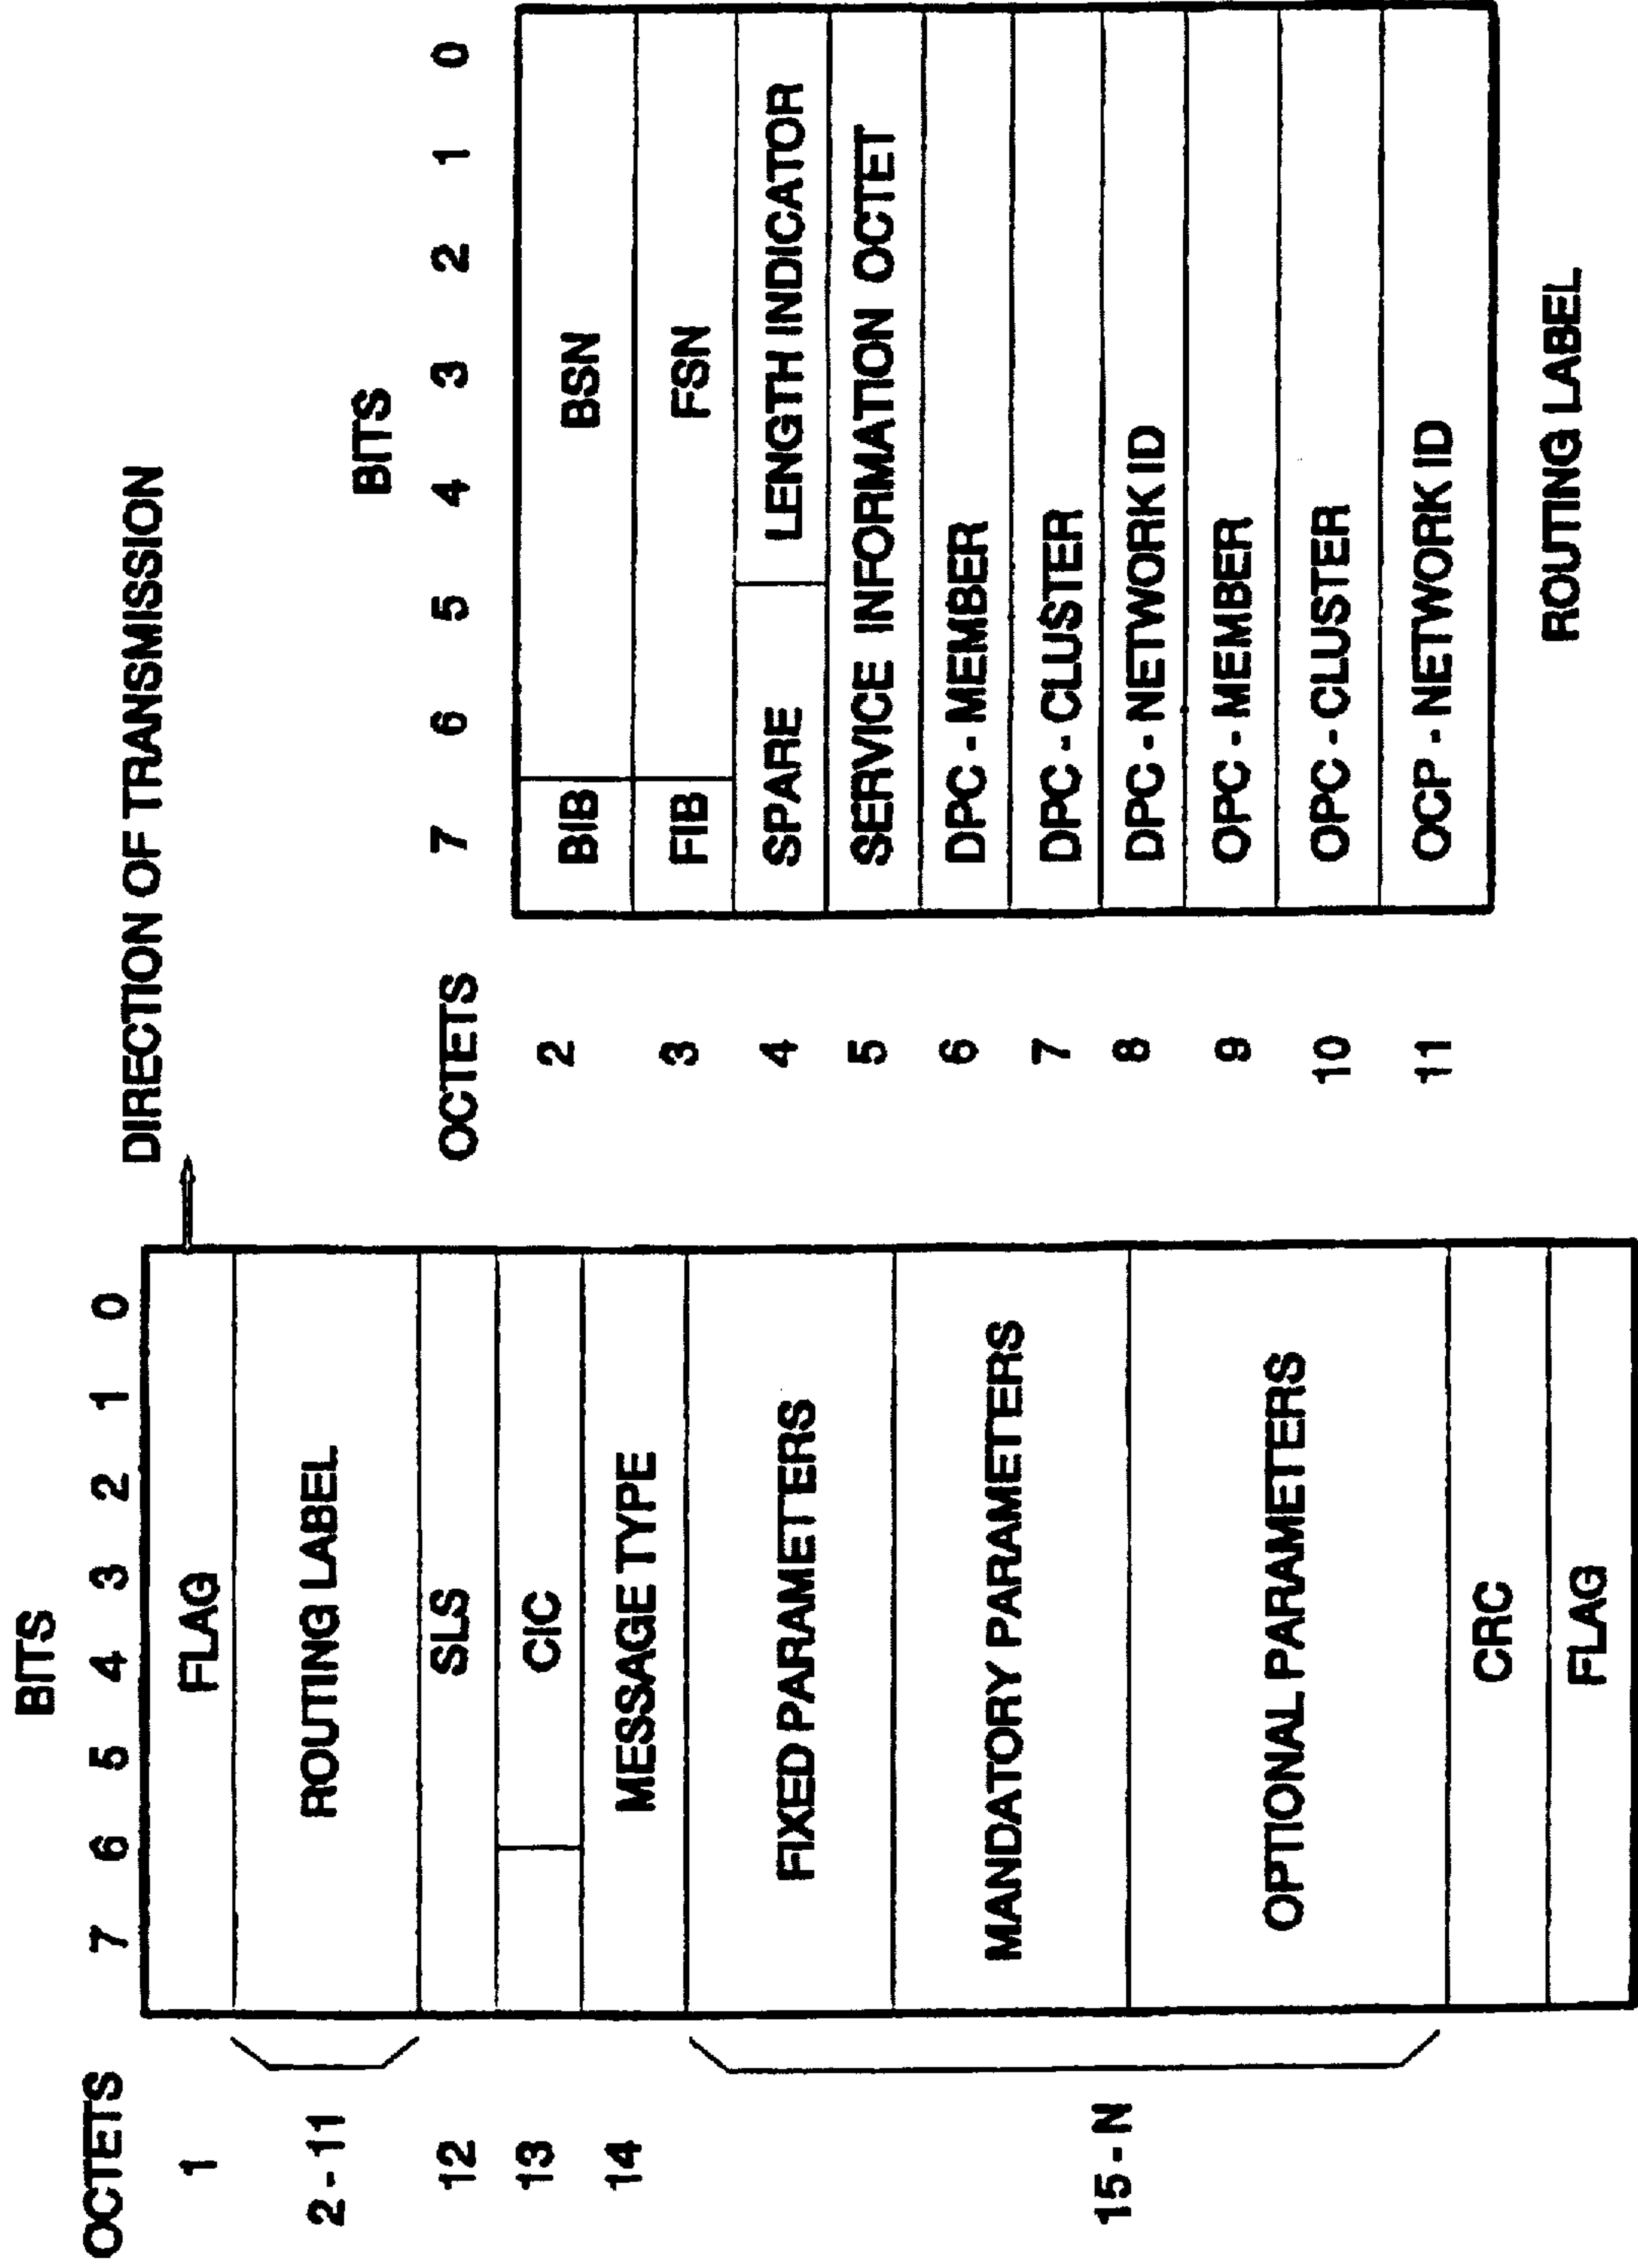 BITS
OCTETS 7 6 5 4 3 2 1 0
DIRECTION OF TRANSMISSION
1 FLAG
2 - 11 ROUTING LABEL
12 SLS
13 CIC
14 MESSAGE TYPE
15 - N
FIXED PARAMETERS
MANDATORY PARAMETERS
OPTIONAL PARAMETERS
CRC
FLAG
BITS
OCTETS 7 6 5 4 3 2 1 0
2 BIB BSN
3 FIB FSN
4 SPARE LENGTH INDICATOR
5 SERVICE INFORMATION OCTET
6 DPC - MEMBER
7 DPC - CLUSTER
8 DPC - NETWORK ID
9 OPC - MEMBER
10 OPC - CLUSTER
11 OCP - NETWORK ID
ROUTING LABEL